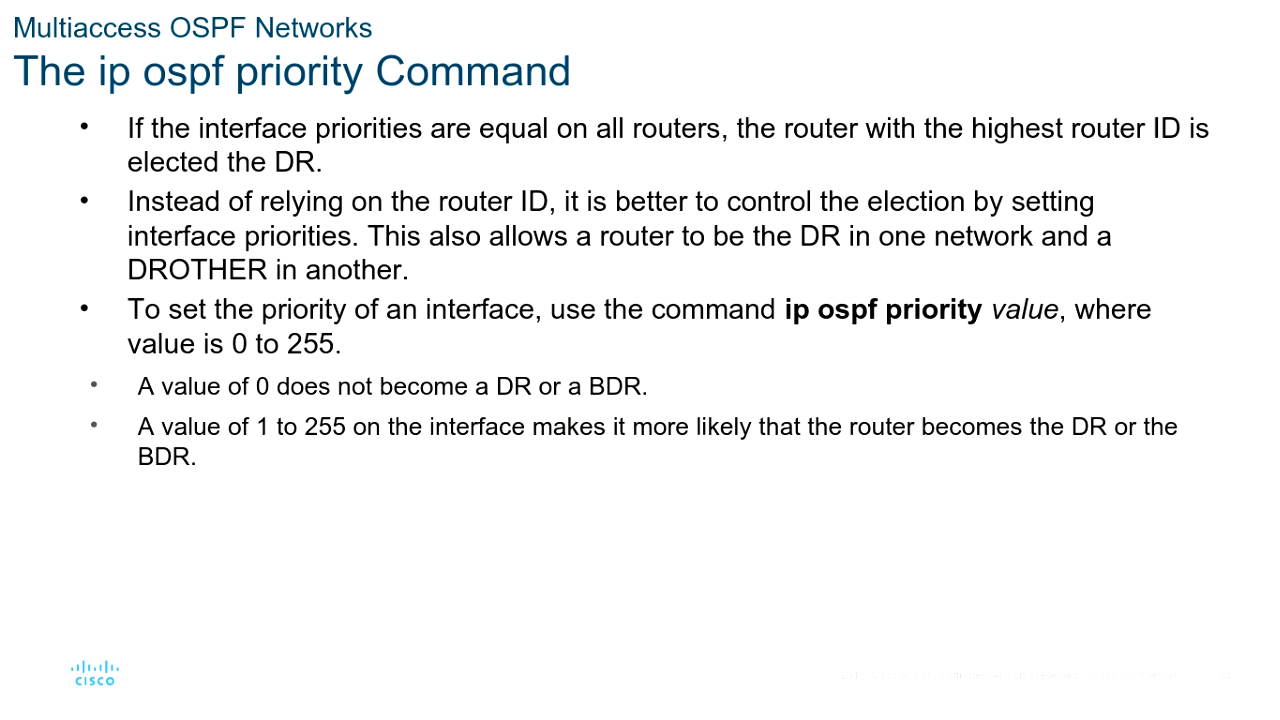 Multiaccess OSPF Networks
The ip ospf priority Command
• If the interface priorities are equal on all routers, the router with the highest router ID is
elected the DR.
• Instead of relying on the router ID, it is better to control the election by setting
interface priorities. This also allows a router to be the DR in one network and a
DROTHER in another.
• To set the priority of an interface, use the command ip ospf priority value, where
value is 0 to 255.
• A value of 0 does not become a DR or a BDR.
• A value of 1 to 255 on the interface makes it more likely that the router becomes the DR or the
BDR.
CISCO